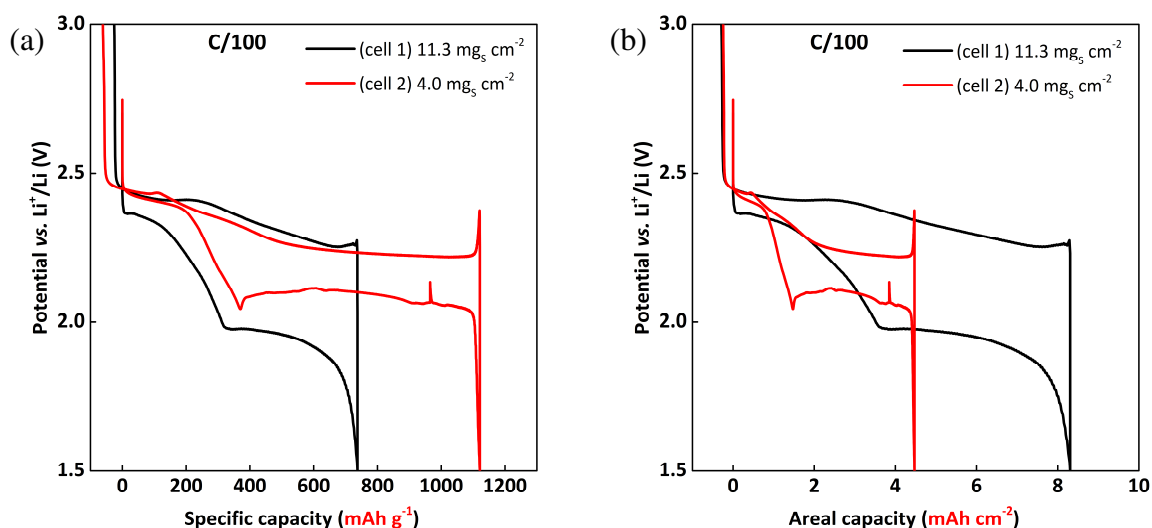 (a)
C/100
(cell 1) 11.3 mgs cm-2
(cell 2) 4.0 mgs cm-2
3.0
2.5
2.0
1.5
Potential vs. Li+/Li (V)
0 200 400 600 800 1000 1200
Specific capacity (mAh g-1)
(b)
C/100
(cell 1) 11.3 mgs cm-2
(cell 2) 4.0 mgs cm-2
3.0
2.5
2.0
1.5
Potential vs. Li+/Li (V)
0 2 4 6 8 10
Areal capacity (mAh cm-2)